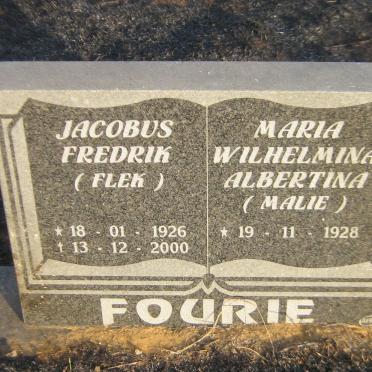 JACOBUS
FREDRIK
( FLEK )
* 18 - 01 - 1926
† 13 - 12 - 2000
MARIA
WILHELMINA
ALBERTINA
( MALIE )
* 19 - 11 - 1928
FOURIE